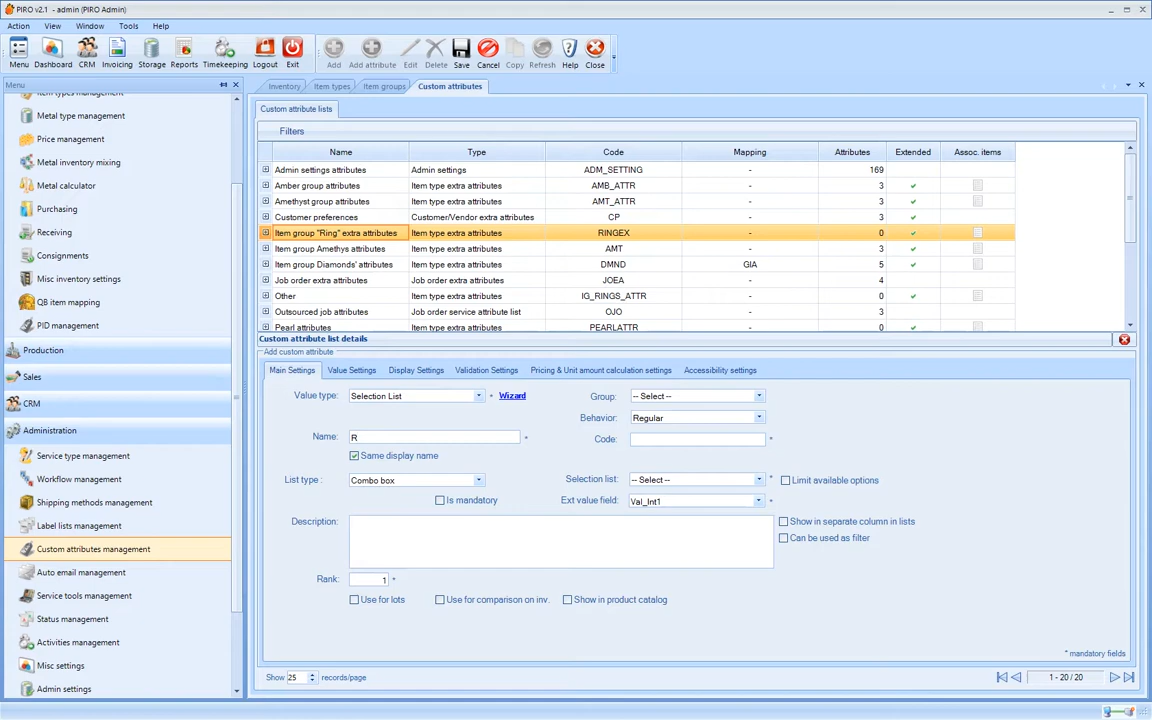 PIRO v2.1 - admin (PIRO Admin)
Action View Window Tools Help
Menu Dashboard CRM Invoicing Storage Reports Timekeeping Logout Exit Add Add attribute Edit Delete Save Cancel Copy Refresh Help Close
Menu
Inventory Item types Item groups Custom attributes
Item types management
Metal type management
Price management
Metal inventory mixing
Metal calculator
Purchasing
Receiving
Consignments
Misc inventory settings
QB item mapping
PID management
Production
Sales
CRM
Administration
Service type management
Workflow management
Shipping methods management
Label lists management
Custom attributes management
Auto email management
Service tools management
Status management
Activities management
Misc settings
Admin settings
Custom attribute lists
Filters
Name Type Code Mapping Attributes Extended Assoc. items
Admin settings attributes Admin settings ADM_SETTING - 169
Amber group attributes Item type extra attributes AMB_ATTR - 3
Amethyst group attributes Item type extra attributes AMT_ATTR - 3
Customer preferences Customer/Vendor extra attributes CP - 3
Item group "Ring" extra attributes Item type extra attributes RINGEX - 0
Item group Amethys attributes Item type extra attributes AMT - 3
Item group Diamonds' attributes Item type extra attributes DMND GIA 5
Job order extra attributes Job order extra attributes JOEA - 4
Other Item type extra attributes IG_RINGS_ATTR - 0
Outsourced job attributes Job order service attribute list OJO - 3
Pearl attributes Item type extra attributes PEARLATTR - 0
Custom attribute list details
Add custom attribute
Main Settings Value Settings Display Settings Validation Settings Pricing & Unit amount calculation settings Accessibility settings
Value type: Selection List * Wizard Group: -- Select --
Behavior: Regular
Name: R * Code: *
Same display name
List type : Combo box Selection list: -- Select -- * Limit available options
Is mandatory Ext value field: Val_Int1 *
Description: Show in separate column in lists
Can be used as filter
Rank: 1 *
Use for lots Use for comparison on inv. Show in product catalog
* mandatory fields
Show 25 records/page 1 - 20 / 20